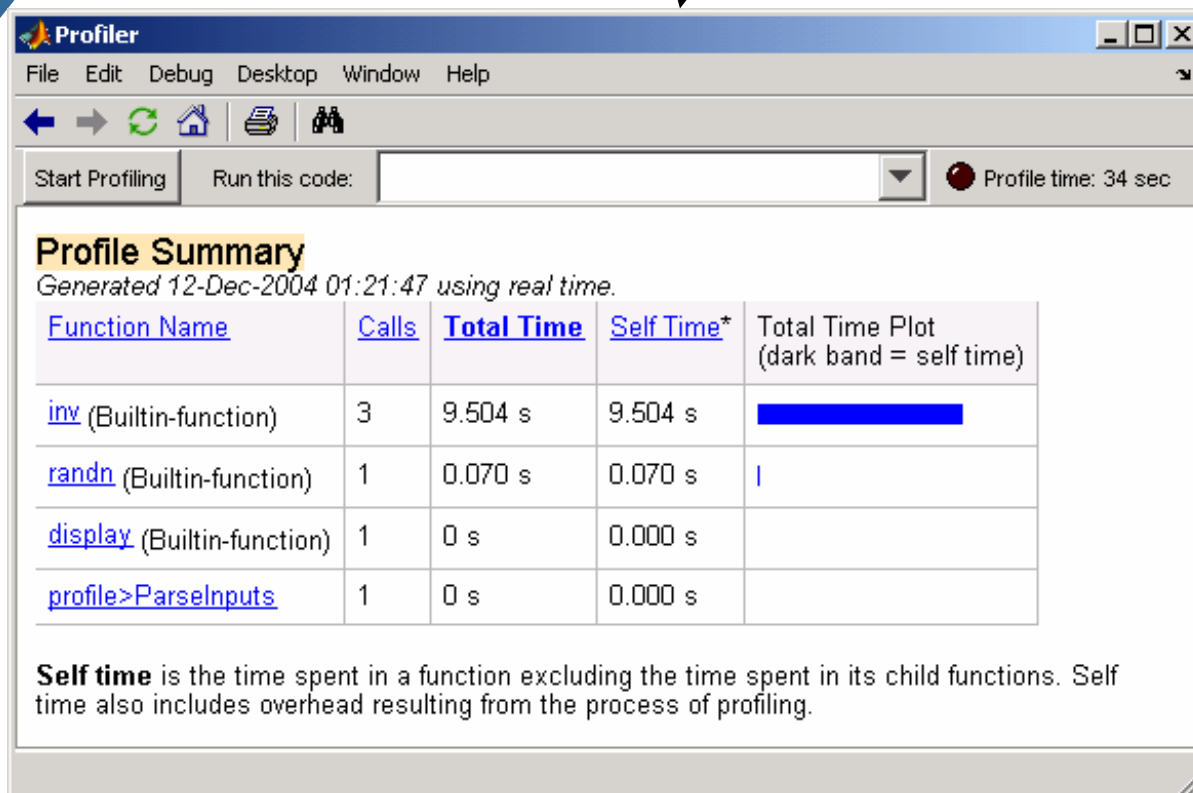 Profiler
File Edit Debug Desktop Window Help
Start Profiling Run this code: Profile time: 34 sec
Profile Summary
Generated 12-Dec-2004 01:21:47 using real time.
Function Name Calls Total Time Self Time* Total Time Plot
(dark band = self time)
inv (Builtin-function) 3 9.504 s 9.504 s
randn (Builtin-function) 1 0.070 s 0.070 s
display (Builtin-function) 1 0 s 0.000 s
profile>ParseInputs 1 0 s 0.000 s
Self time is the time spent in a function excluding the time spent in its child functions. Self
time also includes overhead resulting from the process of profiling.